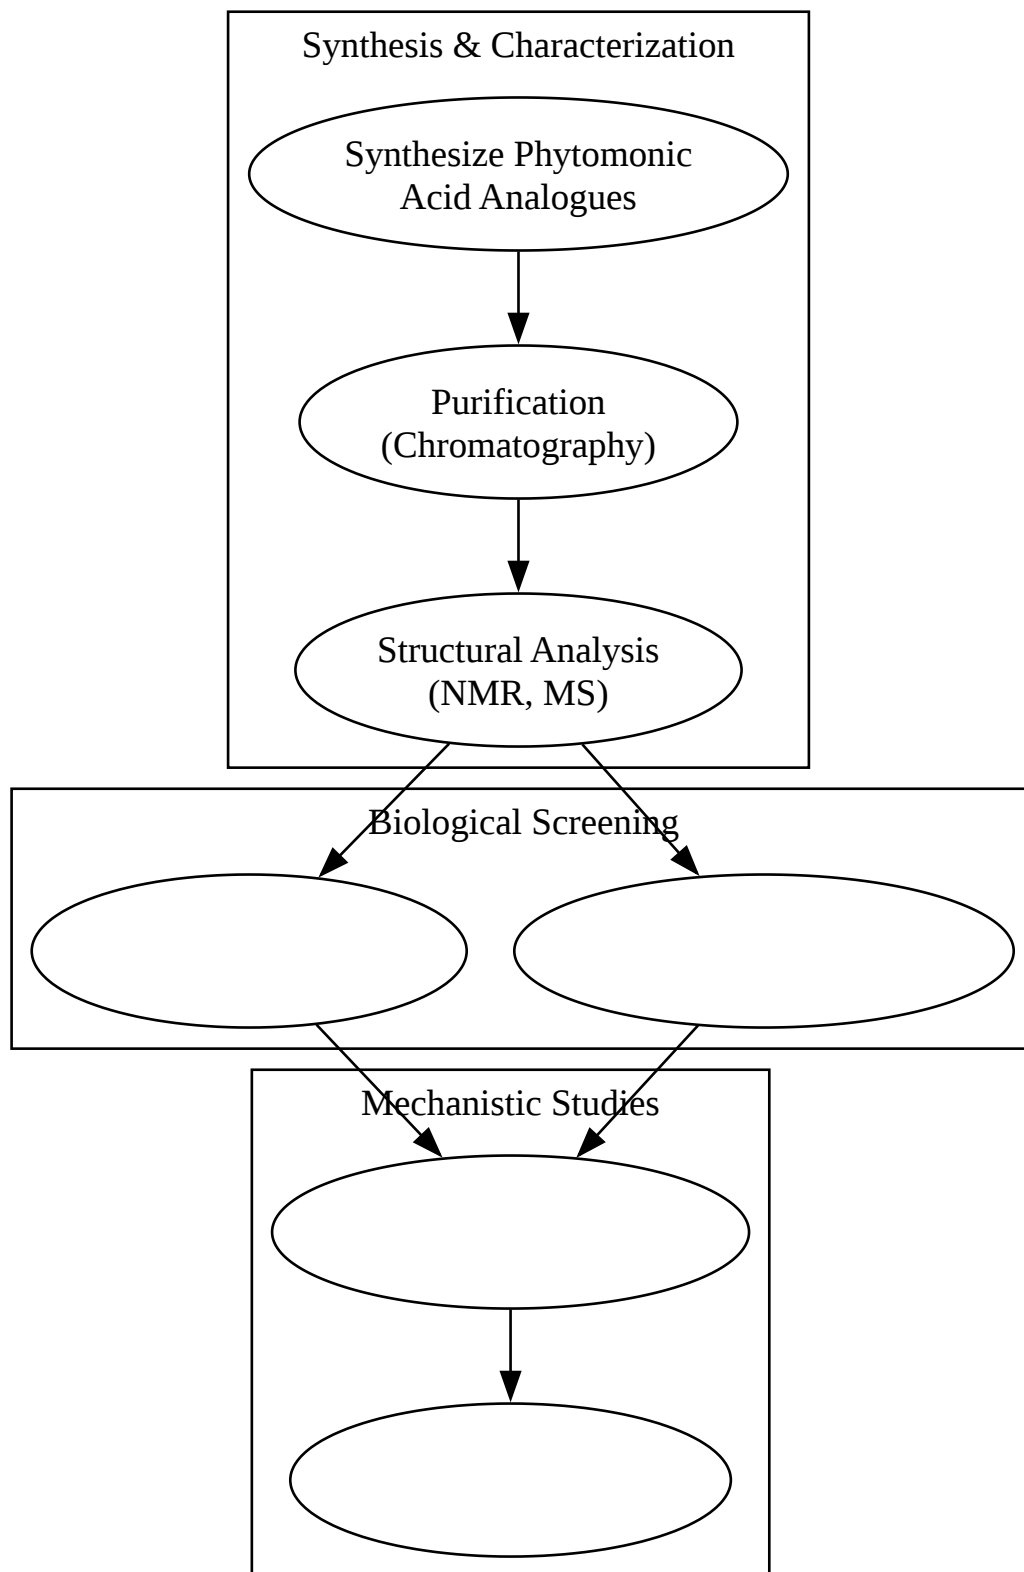 Synthesis & Characterization
Synthesize Phytomonic
Acid Analogues
Purification
(Chromatography)
Structural Analysis
(NMR, MS)
Biological Screening
Mechanistic Studies